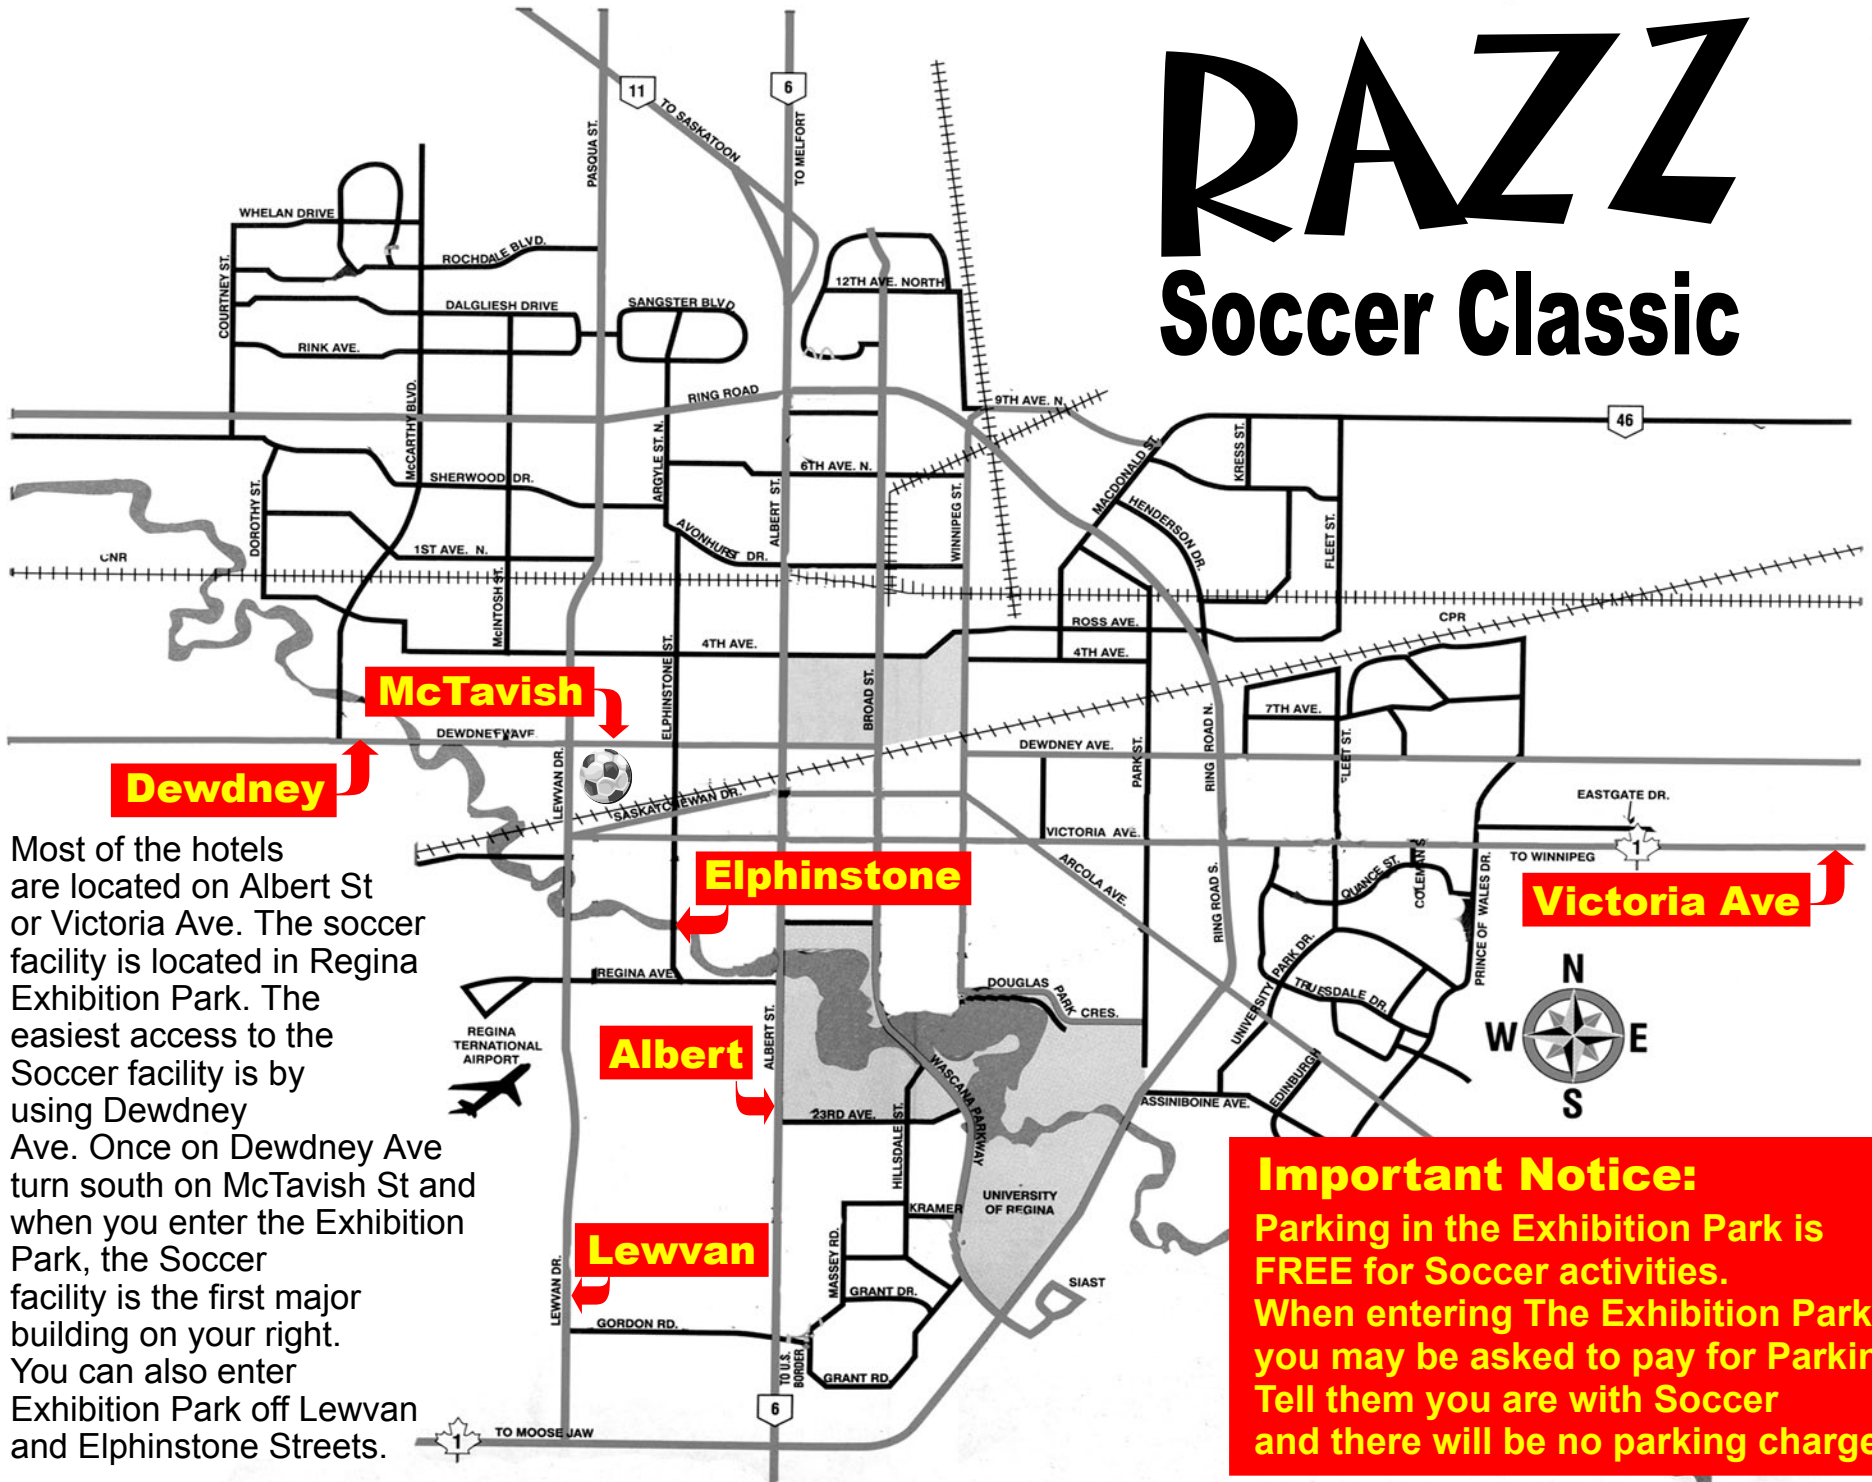 RAZZ
Soccer Classic
11
6
TO SASKATOON
TO MELFORT
PASQUA ST.
WHELAN DRIVE
COURTNEY ST.
ROCHDALE BLVD.
12TH AVE. NORTH
DALGLIESH DRIVE
SANGSTER BLVD
RINK AVE.
McCARTHY BLVD.
RING ROAD
9TH AVE. N.
46
ARGYLE ST. N.
KRESS ST.
MACDONALD ST.
6TH AVE. N.
SHERWOOD DR.
ALBERT ST.
WINNIPEG ST.
HENDERSON DR.
DOROTHY ST.
AVONHURST DR.
FLEET ST.
CNR
1ST AVE. N.
McINTOSH ST.
CPR
ROSS AVE.
4TH AVE.
4TH AVE.
ELPHINSTONE ST.
BROAD ST.
McTavish
7TH AVE.
DEWDNEY AVE.
DEWDNEY AVE.
PARK ST.
RING ROAD N.
FLEET ST.
LEWVAN DR.
Dewdney
SASKATCHEWAN DR.
EASTGATE DR.
VICTORIA AVE.
1
TO WINNIPEG
ARCOLA AVE.
QUANCE ST.
COLEMAN S
PRINCE OF WALES DR.
Elphinstone
Victoria Ave
RING ROAD S.
Most of the hotels
are located on Albert St
or Victoria Ave. The soccer
facility is located in Regina
Exhibition Park. The
easiest access to the
Soccer facility is by
using Dewdney
Ave. Once on Dewdney Ave
turn south on McTavish St and
when you enter the Exhibition
Park, the Soccer
facility is the first major
building on your right.
You can also enter
Exhibition Park off Lewvan
and Elphinstone Streets.
REGINA AVE.
DOUGLAS PARK CRES.
UNIVERSITY PARK DR.
TRUESDALE DR.
REGINA
TERNATIONAL
AIRPORT
ALBERT ST.
Albert
N
W
E
S
WASCANA PARKWAY
EDINBURGH
ASSINIBOINE AVE.
23RD AVE.
HILLSDALE ST.
UNIVERSITY
OF REGINA
KRAMER
Lewvan
MASSEY RD.
LEWVAN DR.
GRANT DR.
SIAST
GORDON RD.
TO U.S.
BORDER
GRANT RD.
6
1
TO MOOSE JAW
Important Notice:
Parking in the Exhibition Park is
FREE for Soccer activities.
When entering The Exhibition Park
you may be asked to pay for Parkin
Tell them you are with Soccer
and there will be no parking charge